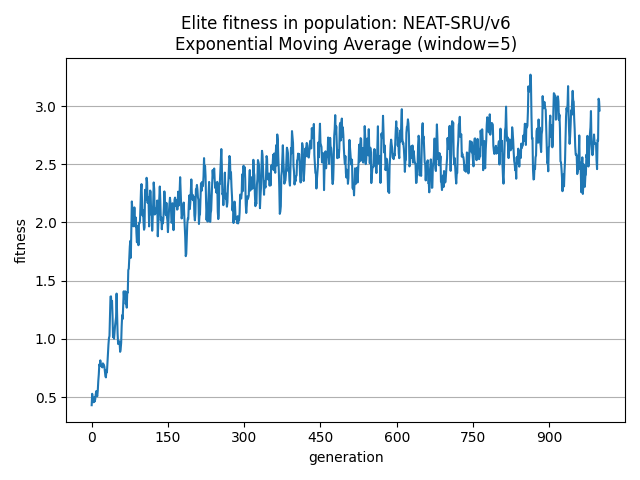 Elite fitness in population: NEAT-SRU/v6
Exponential Moving Average (window=5)
fitness
3.0
2.5
2.0
1.5
1.0
0.5
0 150 300 450 600 750 900
generation